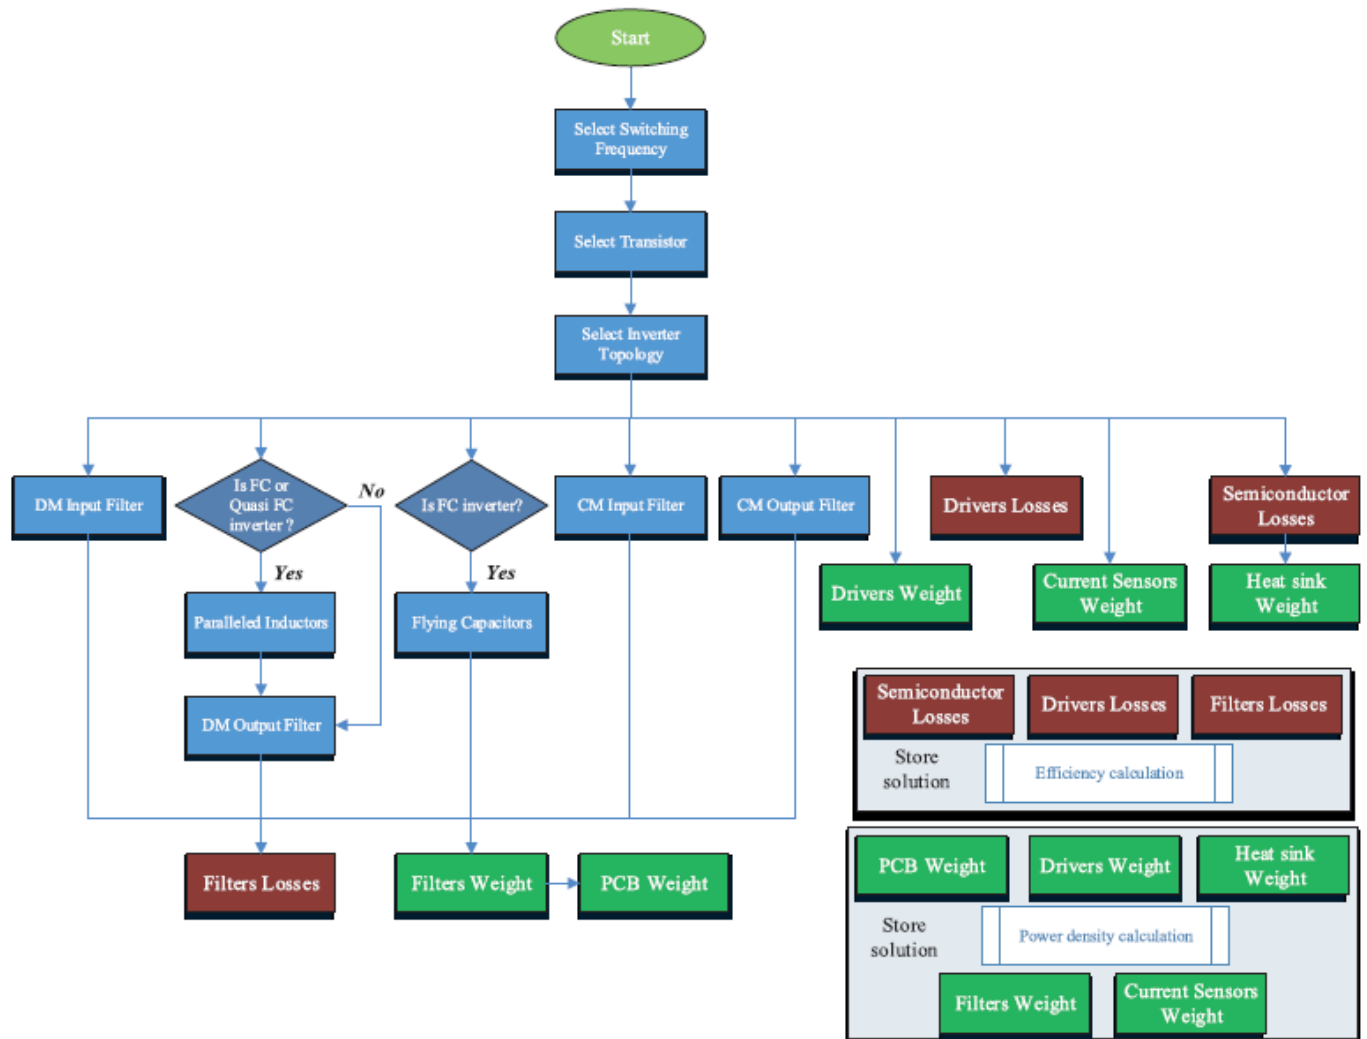 Start
Select Switching
Frequency
Select Transistor
Select Inverter
Topology
DM Input Filter
Is FC or
Quasi FC
inverter ?
No
Yes
Is FC inverter?
Yes
CM Input Filter
CM Output Filter
Drivers Losses
Semiconductor
Losses
Drivers Weight
Current Sensors
Weight
Heat sink
Weight
Paralleled Inductors
Flying Capacitors
DM Output Filter
Filters Losses
Filters Weight
PCB Weight
Semiconductor
Losses
Drivers Losses
Filters Losses
Store
solution
Efficiency calculation
PCB Weight
Drivers Weight
Heat sink
Weight
Store
solution
Power density calculation
Filters Weight
Current Sensors
Weight